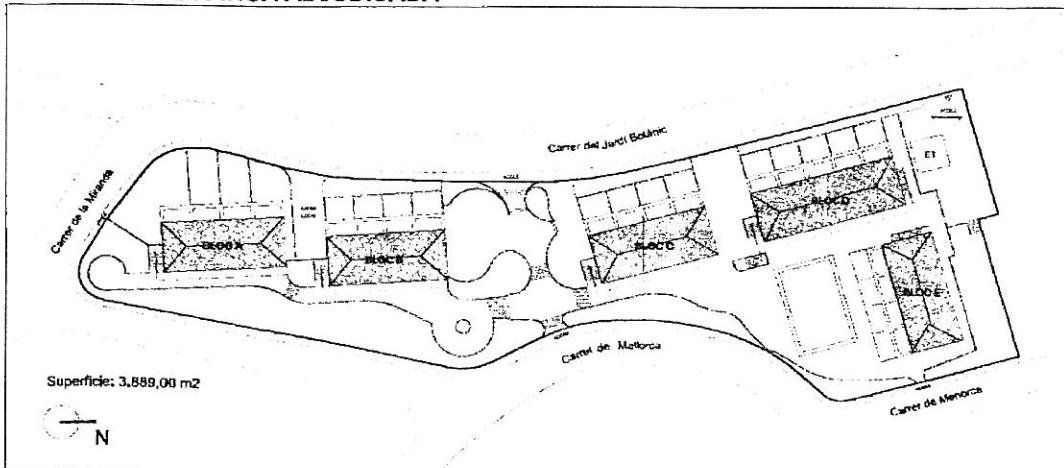 Carrer del Jardí Botànic
Carrer de la Miranda
ACCÉS
ET
BLOC D
BLOC A
BLOC B
BLOC C
BLOC E
Carrer de Mallorca
Superfície: 3.889,00 m2
Carrer de Menorca
N